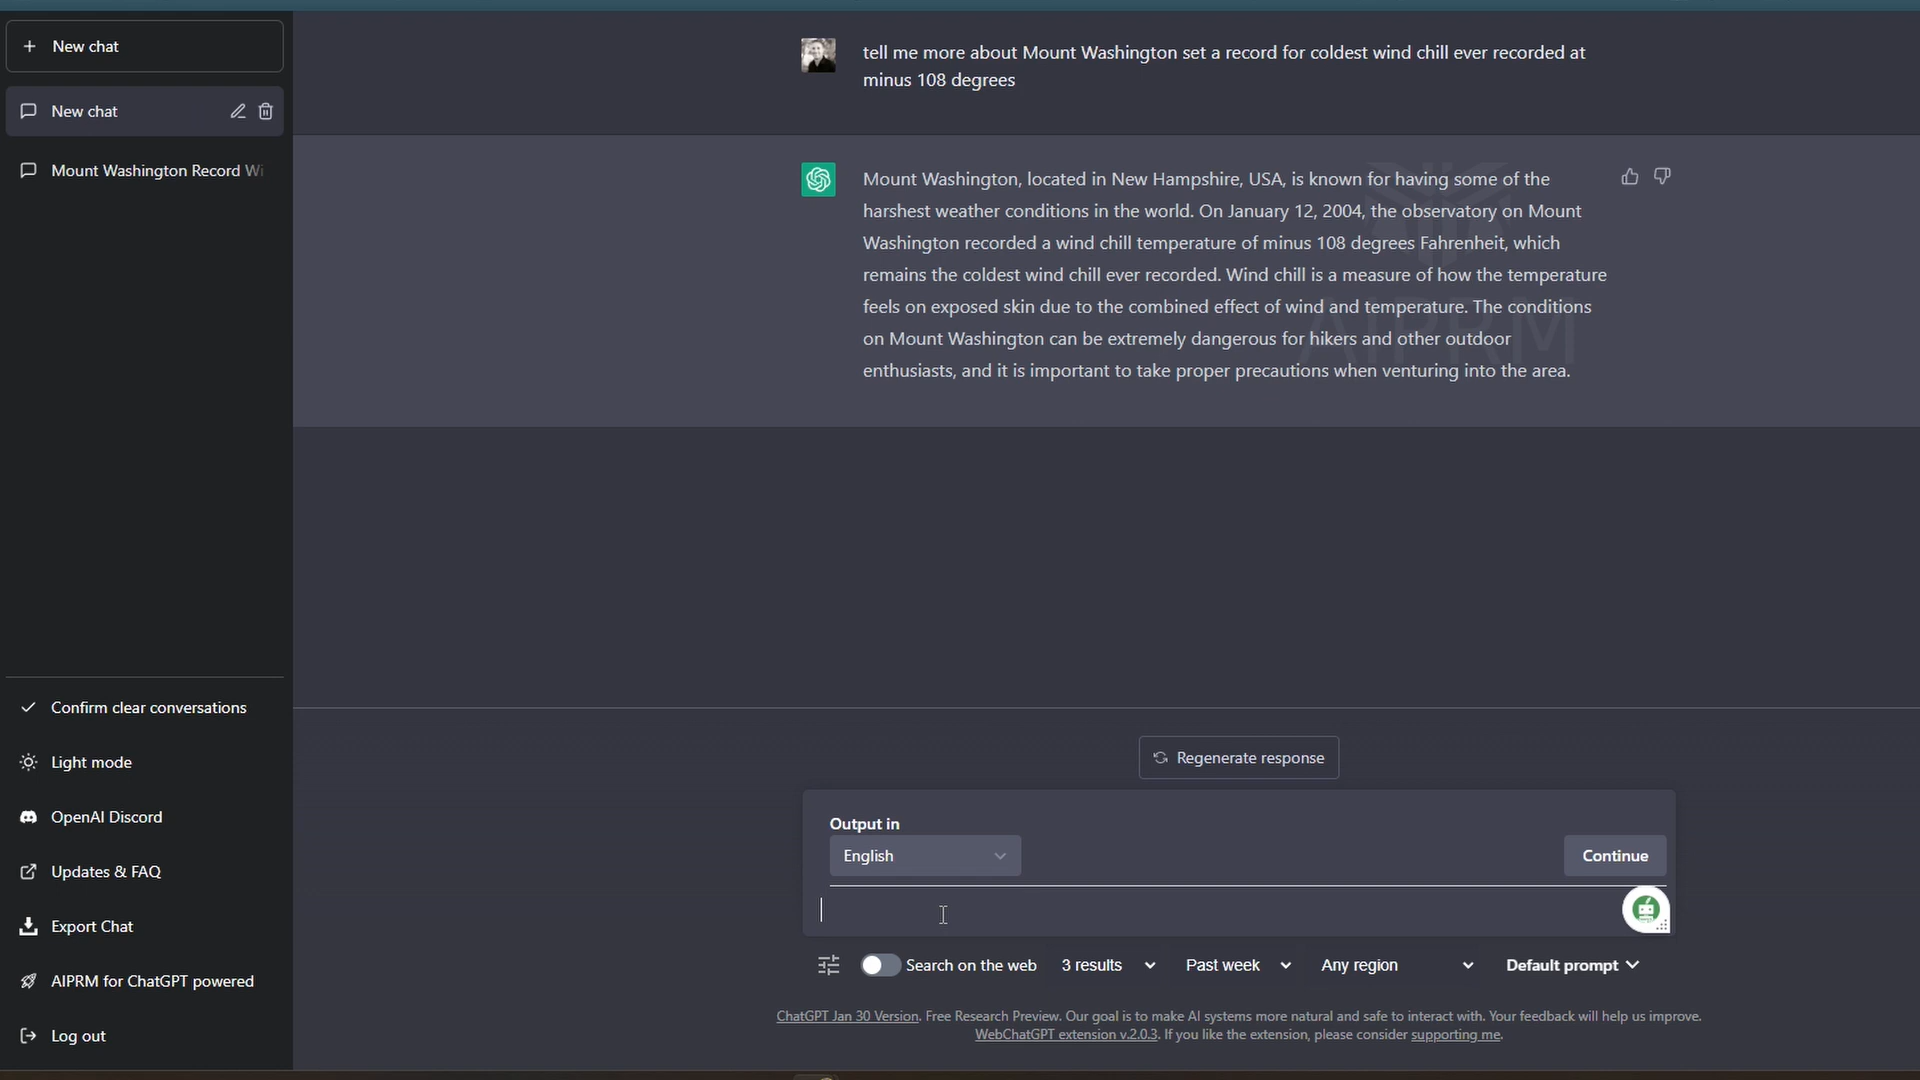 New chat
New chat
Mount Washington Record Wi
Confirm clear conversations
Light mode
OpenAI Discord
Updates & FAQ
Export Chat
AIPRM for ChatGPT powered
Log out
tell me more about Mount Washington set a record for coldest wind chill ever recorded at
minus 108 degrees
Mount Washington, located in New Hampshire, USA, is known for having some of the
harshest weather conditions in the world. On January 12, 2004, the observatory on Mount
Washington recorded a wind chill temperature of minus 108 degrees Fahrenheit, which
remains the coldest wind chill ever recorded. Wind chill is a measure of how the temperature
feels on exposed skin due to the combined effect of wind and temperature. The conditions
on Mount Washington can be extremely dangerous for hikers and other outdoor
enthusiasts, and it is important to take proper precautions when venturing into the area.
AIPRM
Regenerate response
Output in
English
Continue
Search on the web 3 results Past week Any region Default prompt
ChatGPT Jan 30 Version. Free Research Preview. Our goal is to make AI systems more natural and safe to interact with. Your feedback will help us improve.
WebChatGPT extension v.2.0.3. If you like the extension, please consider supporting me.